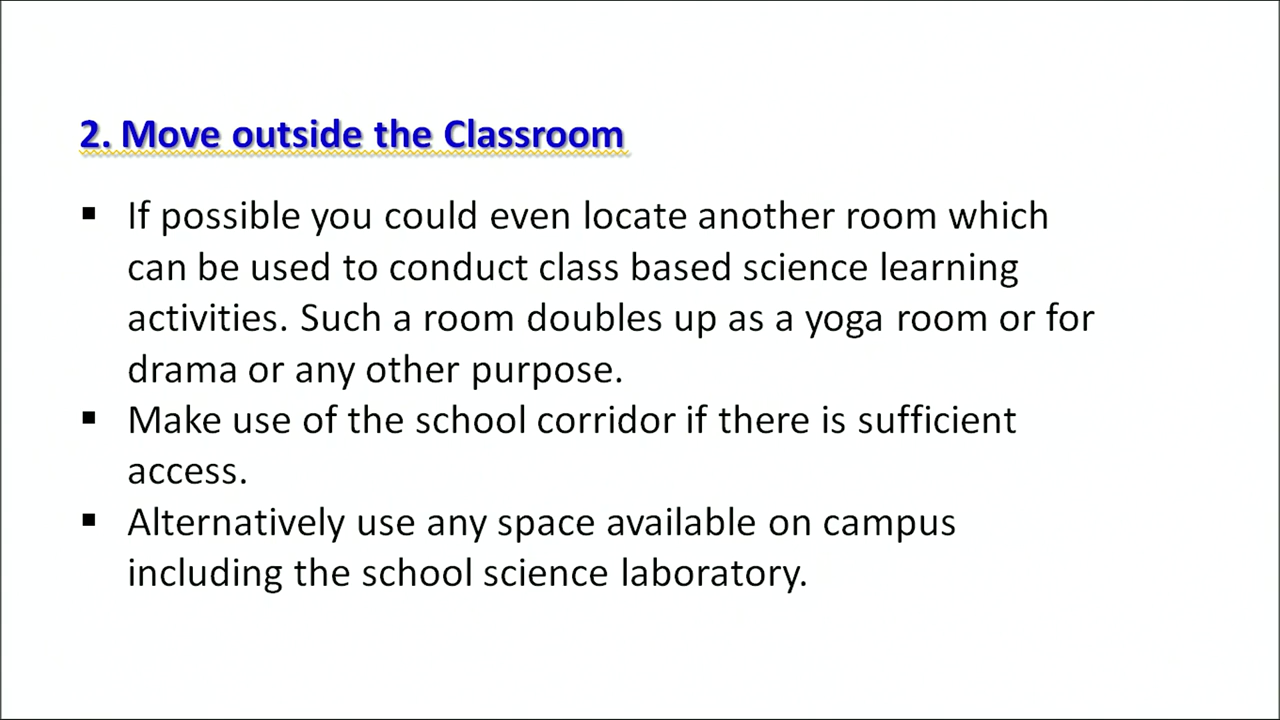 2. Move outside the Classroom
▪ If possible you could even locate another room which
can be used to conduct class based science learning
activities. Such a room doubles up as a yoga room or for
drama or any other purpose.
▪ Make use of the school corridor if there is sufficient
access.
▪ Alternatively use any space available on campus
including the school science laboratory.